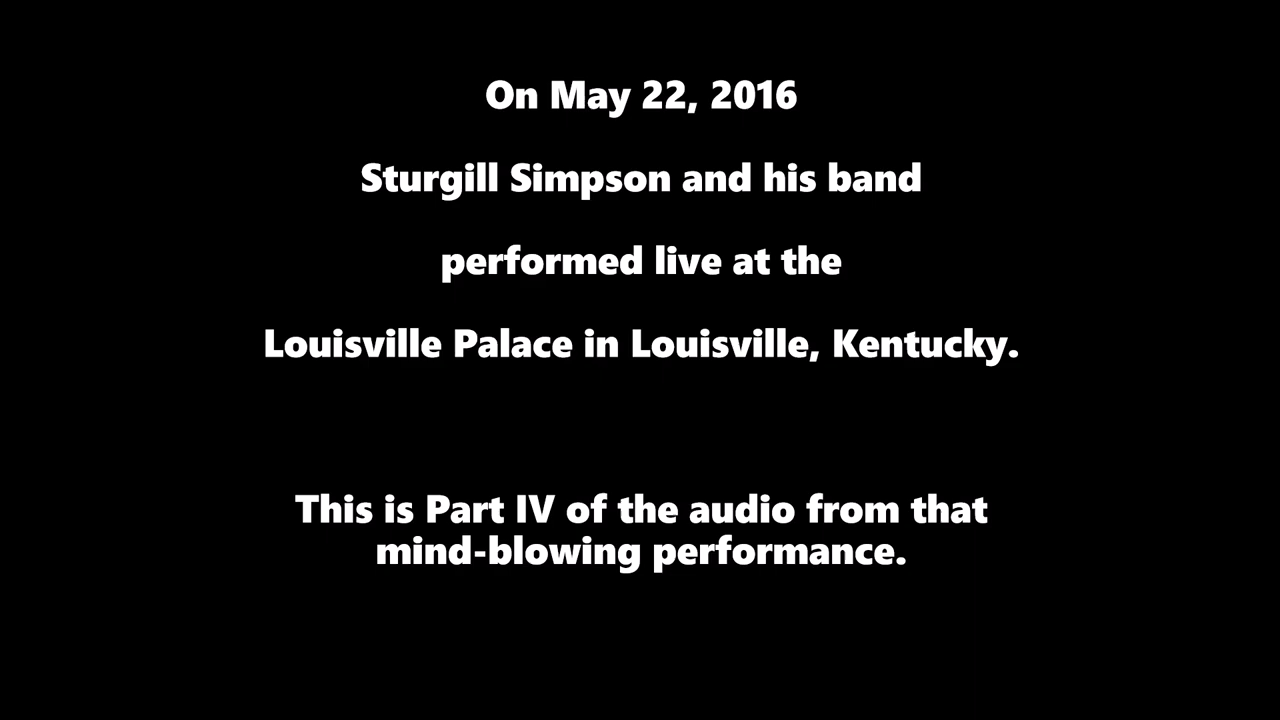 On May 22, 2016
Sturgill Simpson and his band
performed live at the
Louisville Palace in Louisville, Kentucky.
This is Part IV of the audio from that
mind-blowing performance.